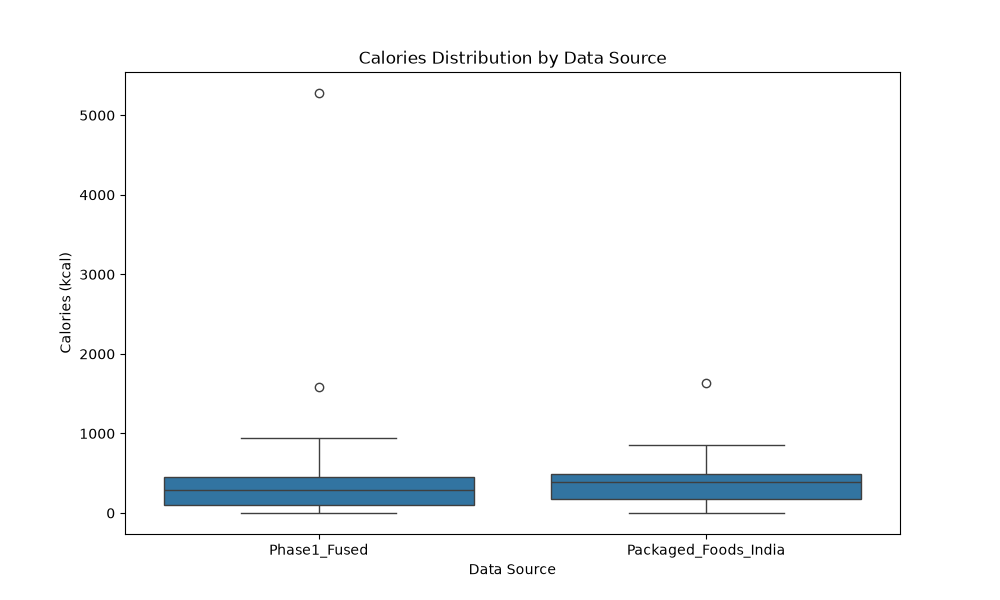 Calories Distribution by Data Source
5000
4000
3000
2000
1000
0
Calories (kcal)
Phase1_Fused
Packaged_Foods_India
Data Source